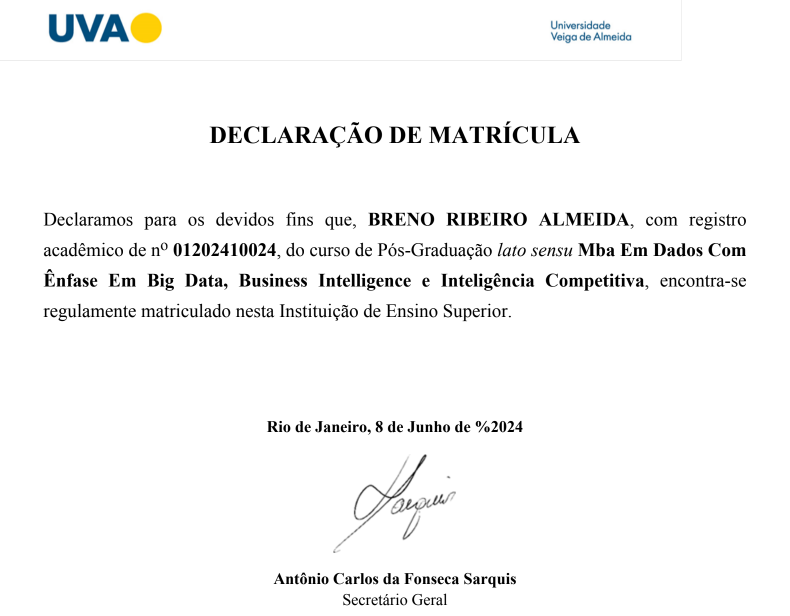 UVA
Universidade
Veiga de Almeida
DECLARAÇÃO DE MATRÍCULA
Declaramos para os devidos fins que, BRENO RIBEIRO ALMEIDA, com registro
acadêmico de nº 01202410024, do curso de Pós-Graduação lato sensu Mba Em Dados Com
Ênfase Em Big Data, Business Intelligence e Inteligência Competitiva, encontra-se
regulamente matriculado nesta Instituição de Ensino Superior.
Rio de Janeiro, 8 de Junho de %2024
Sarquis
Antônio Carlos da Fonseca Sarquis
Secretário Geral